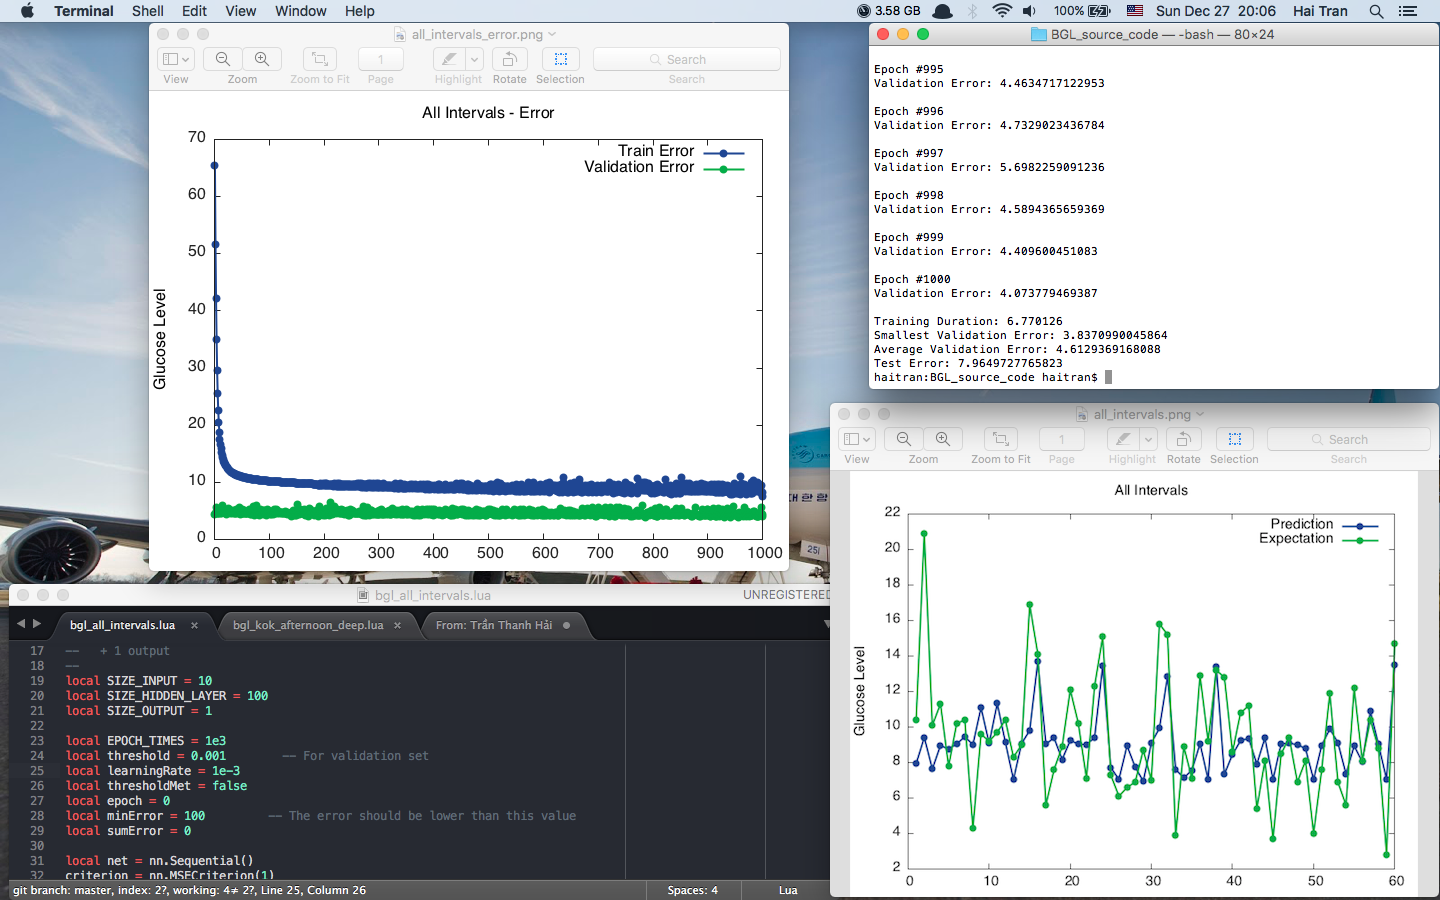 Terminal Shell Edit View Window Help 3.58 GB 100% Sun Dec 27 20:06 Hai Tran
all_intervals_error.png
1 Search
View Zoom Zoom to Fit Page Highlight Rotate Selection Search
All Intervals - Error
Train Error
Validation Error
Glucose Level
70
60
50
40
30
20
10
0
0 100 200 300 400 500 600 700 800 900 1000
BGL_source_code — -bash — 80×24
Epoch #995
Validation Error: 4.4634717122953
Epoch #996
Validation Error: 4.7329023436784
Epoch #997
Validation Error: 5.6982259091236
Epoch #998
Validation Error: 4.5894365659369
Epoch #999
Validation Error: 4.409600451083
Epoch #1000
Validation Error: 4.073779469387
Training Duration: 6.770126
Smallest Validation Error: 3.8370990045864
Average Validation Error: 4.6129369168088
Test Error: 7.9649727765823
haitran:BGL_source_code haitran$
대한항
251
bgl_all_intervals.lua UNREGISTERED
bgl_all_intervals.lua × bgl_kok_afternoon_deep.lua × From: Trần Thanh Hải
17 -- + 1 output
18 --
19 local SIZE_INPUT = 10
20 local SIZE_HIDDEN_LAYER = 100
21 local SIZE_OUTPUT = 1
22
23 local EPOCH_TIMES = 1e3
24 local threshold = 0.001 -- For validation set
25 local learningRate = 1e-3
26 local thresholdMet = false
27 local epoch = 0
28 local minError = 100 -- The error should be lower than this value
29 local sumError = 0
30
31 local net = nn.Sequential()
32 criterion = nn.MSECriterion(1)
git branch: master, index: 2?, working: 4≠ 2?, Line 25, Column 26 Spaces: 4 Lua
all_intervals.png
1 Search
View Zoom Zoom to Fit Page Highlight Rotate Selection Search
All Intervals
Prediction
Expectation
Glucose Level
22
20
18
16
14
12
10
8
6
4
2
0 10 20 30 40 50 60